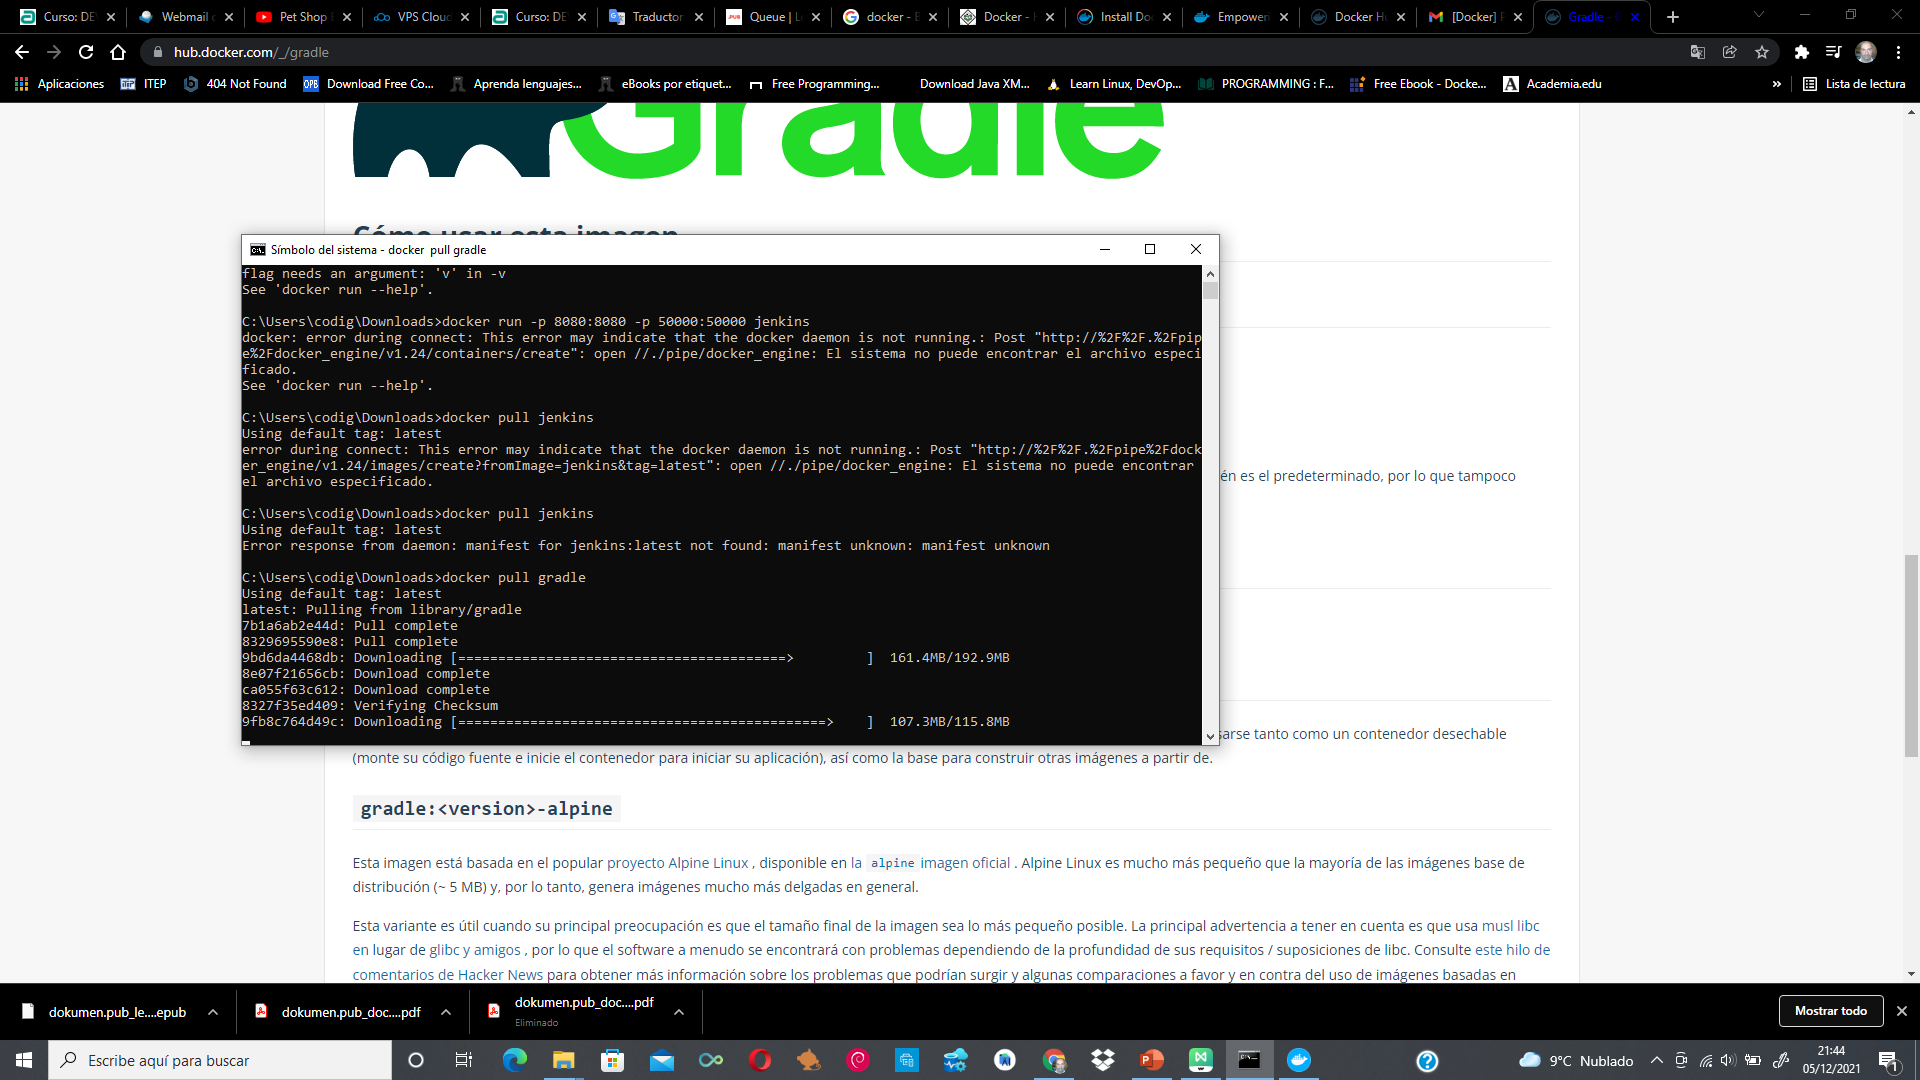 Curso: DE
Webmail
Pet Shop
VPS Clou
Curso: DE
Traductor
Queue | L
docker -
Docker -
Install Do
Empower
Docker H
[Docker]
Gradle -
hub.docker.com/_/gradle
Aplicaciones
ITEP
404 Not Found
Download Free Co...
Aprenda lenguajes...
eBooks por etiquet...
Free Programming...
Download Java XM...
Learn Linux, DevOp...
PROGRAMMING : F...
Free Ebook - Docke...
Academia.edu
»
Lista de lectura
Gradle
Cómo usar esta imagen
Símbolo del sistema - docker pull gradle
flag needs an argument: 'v' in -v
See 'docker run --help'.
C:\Users\codig\Downloads>docker run -p 8080:8080 -p 50000:50000 jenkins
docker: error during connect: This error may indicate that the docker daemon is not running.: Post "http://%2F%2F.%2Fpip
e%2Fdocker_engine/v1.24/containers/create": open //./pipe/docker_engine: El sistema no puede encontrar el archivo especi
ficado.
See 'docker run --help'.
C:\Users\codig\Downloads>docker pull jenkins
Using default tag: latest
error during connect: This error may indicate that the docker daemon is not running.: Post "http://%2F%2F.%2Fpipe%2Fdock
er_engine/v1.24/images/create?fromImage=jenkins&tag=latest": open //./pipe/docker_engine: El sistema no puede encontrar
el archivo especificado.
C:\Users\codig\Downloads>docker pull jenkins
Using default tag: latest
Error response from daemon: manifest for jenkins:latest not found: manifest unknown: manifest unknown
C:\Users\codig\Downloads>docker pull gradle
Using default tag: latest
latest: Pulling from library/gradle
7b1a6ab2e44d: Pull complete
8329695590e8: Pull complete
9bd6da4468db: Downloading [=========================================>         ]  161.4MB/192.9MB
8e07f21656cb: Download complete
ca055f63c612: Download complete
8327f35ed409: Verifying Checksum
9fb8c764d49c: Downloading [==============================================>    ]  107.3MB/115.8MB
én es el predeterminado, por lo que tampoco
sarse tanto como un contenedor desechable
(monte su código fuente e inicie el contenedor para iniciar su aplicación), así como la base para construir otras imágenes a partir de.
gradle:<version>-alpine
Esta imagen está basada en el popular proyecto Alpine Linux , disponible en la alpine imagen oficial . Alpine Linux es mucho más pequeño que la mayoría de las imágenes base de
distribución (~ 5 MB) y, por lo tanto, genera imágenes mucho más delgadas en general.
Esta variante es útil cuando su principal preocupación es que el tamaño final de la imagen sea lo más pequeño posible. La principal advertencia a tener en cuenta es que usa musl libc
en lugar de glibc y amigos , por lo que el software a menudo se encontrará con problemas dependiendo de la profundidad de sus requisitos / suposiciones de libc. Consulte este hilo de
comentarios de Hacker News para obtener más información sobre los problemas que podrían surgir y algunas comparaciones a favor y en contra del uso de imágenes basadas en
dokumen.pub_le....epub
dokumen.pub_doc....pdf
dokumen.pub_doc....pdf
Eliminado
Mostrar todo
Escribe aquí para buscar
9°C Nublado
21:44
05/12/2021
1